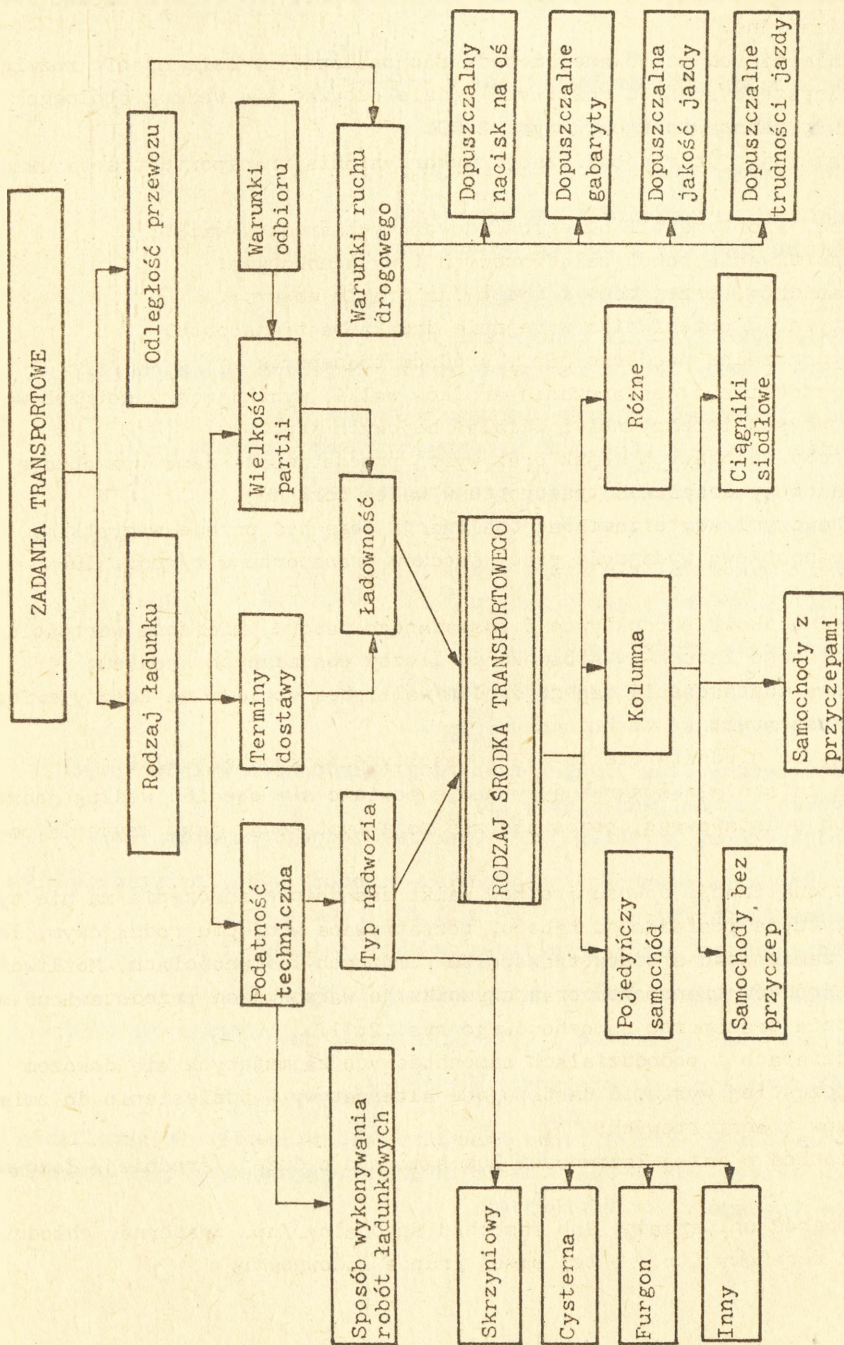 ZADANIA TRANSPORTOWE
Rodzaj ładunku
Odległość przewozu
Podatność
techniczna
Terminy
dostawy
Wielkość
partii
Warunki
odbioru
Sposób wykonywania
robót ładunkowych
Typ nadwozia
Ładowność
Warunki ruchu
drogowego
Skrzyniowy
Cysterna
Furgon
Inny
RODZAJ ŚRODKA TRANSPORTOWEGO
Dopuszczalny
nacisk na oś
Dopuszczalne
gabaryty
Dopuszczalna
jakość jazdy
Dopuszczalne
trudności jazdy
Pojedyńczy
samochód
Kolumna
Różne
Samochody bez
przyczep
Samochody z
przyczepami
Ciągniki
siodłowe